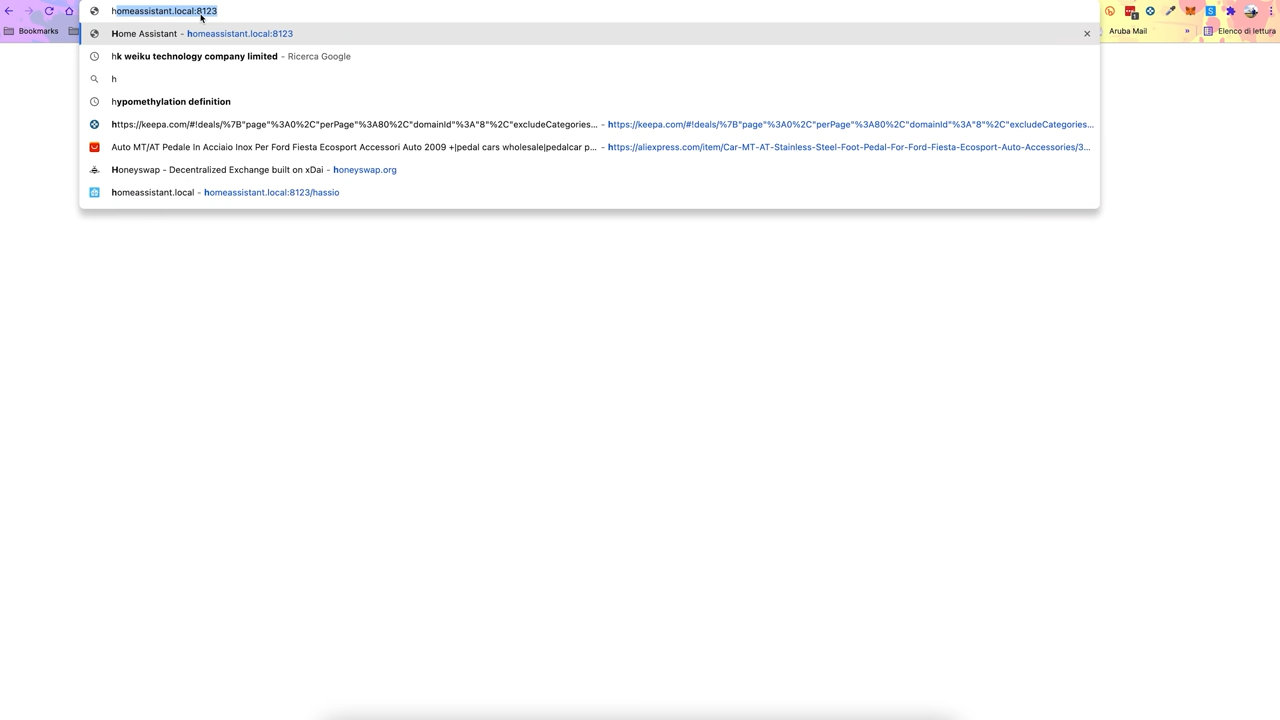 homeassistant.local:8123
Bookmarks
Aruba Mail
»
Elenco di lettura
Home Assistant - homeassistant.local:8123
hk weiku technology company limited - Ricerca Google
h
hypomethylation definition
https://keepa.com/#!deals/%7B"page"%3A0%2C"perPage"%3A80%2C"domainId"%3A"8"%2C"excludeCategories... - https://keepa.com/#!deals/%7B"page"%3A0%2C"perPage"%3A80%2C"domainId"%3A"8"%2C"excludeCategories...
Auto MT/AT Pedale In Acciaio Inox Per Ford Fiesta Ecosport Accessori Auto 2009 +|pedal cars wholesale|pedalcar p... - https://aliexpress.com/item/Car-MT-AT-Stainless-Steel-Foot-Pedal-For-Ford-Fiesta-Ecosport-Auto-Accessories/3...
Honeyswap - Decentralized Exchange built on xDai - honeyswap.org
homeassistant.local - homeassistant.local:8123/hassio